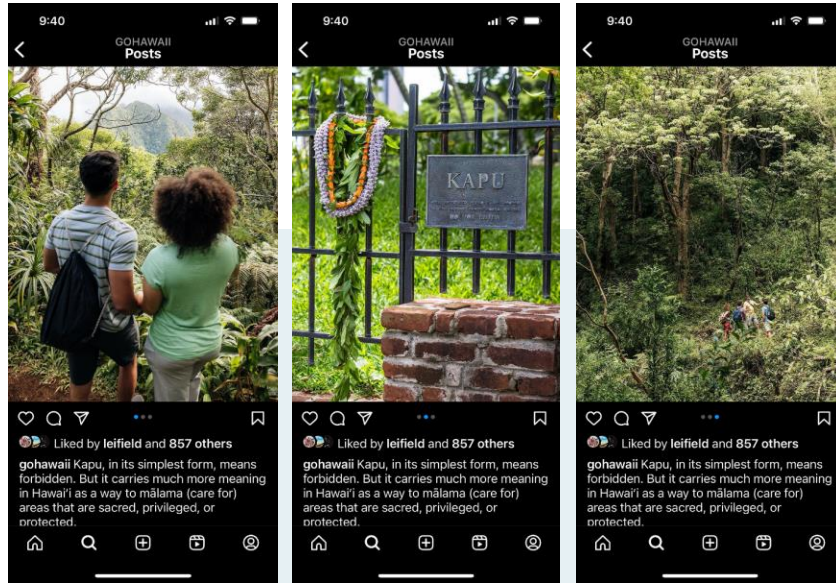 9:40
GOHAWAII
Posts
Liked by leifield and 857 others
gohawaii Kapu, in its simplest form, means
forbidden. But it carries much more meaning
in Hawai'i as a way to mālama (care for)
areas that are sacred, privileged, or
protected.
9:40
GOHAWAII
Posts
KAPU
Liked by leifield and 857 others
gohawaii Kapu, in its simplest form, means
forbidden. But it carries much more meaning
in Hawai'i as a way to mālama (care for)
areas that are sacred, privileged, or
protected.
9:40
GOHAWAII
Posts
Liked by leifield and 857 others
gohawaii Kapu, in its simplest form, means
forbidden. But it carries much more meaning
in Hawai'i as a way to mālama (care for)
areas that are sacred, privileged, or
protected.